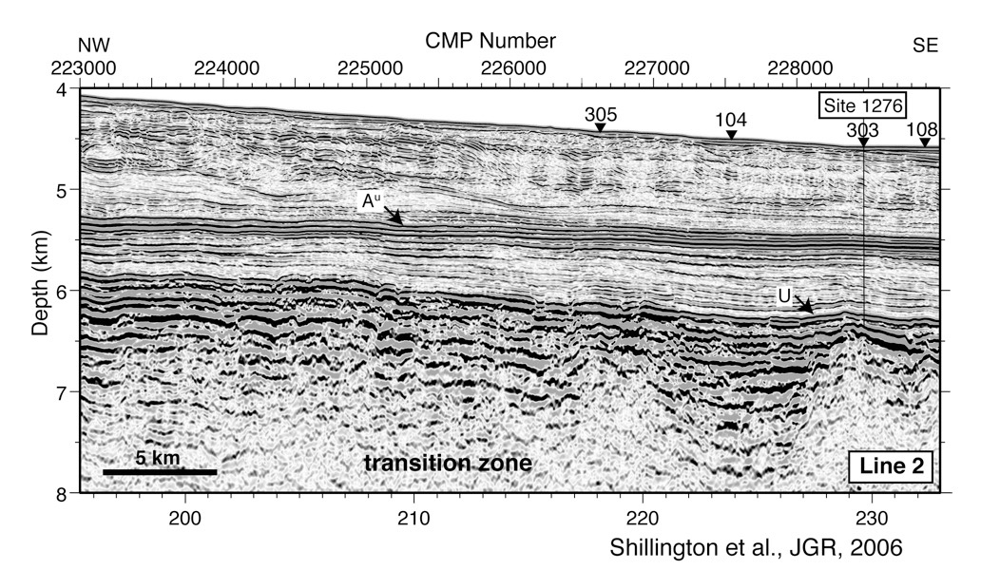 CMP Number
NW
SE
223000 224000 225000 226000 227000 228000
Site 1276
305
104
303
108
4
5
6
7
8
Depth (km)
Aᵘ
U
5 km
transition zone
Line 2
200 210 220 230
Shillington et al., JGR, 2006